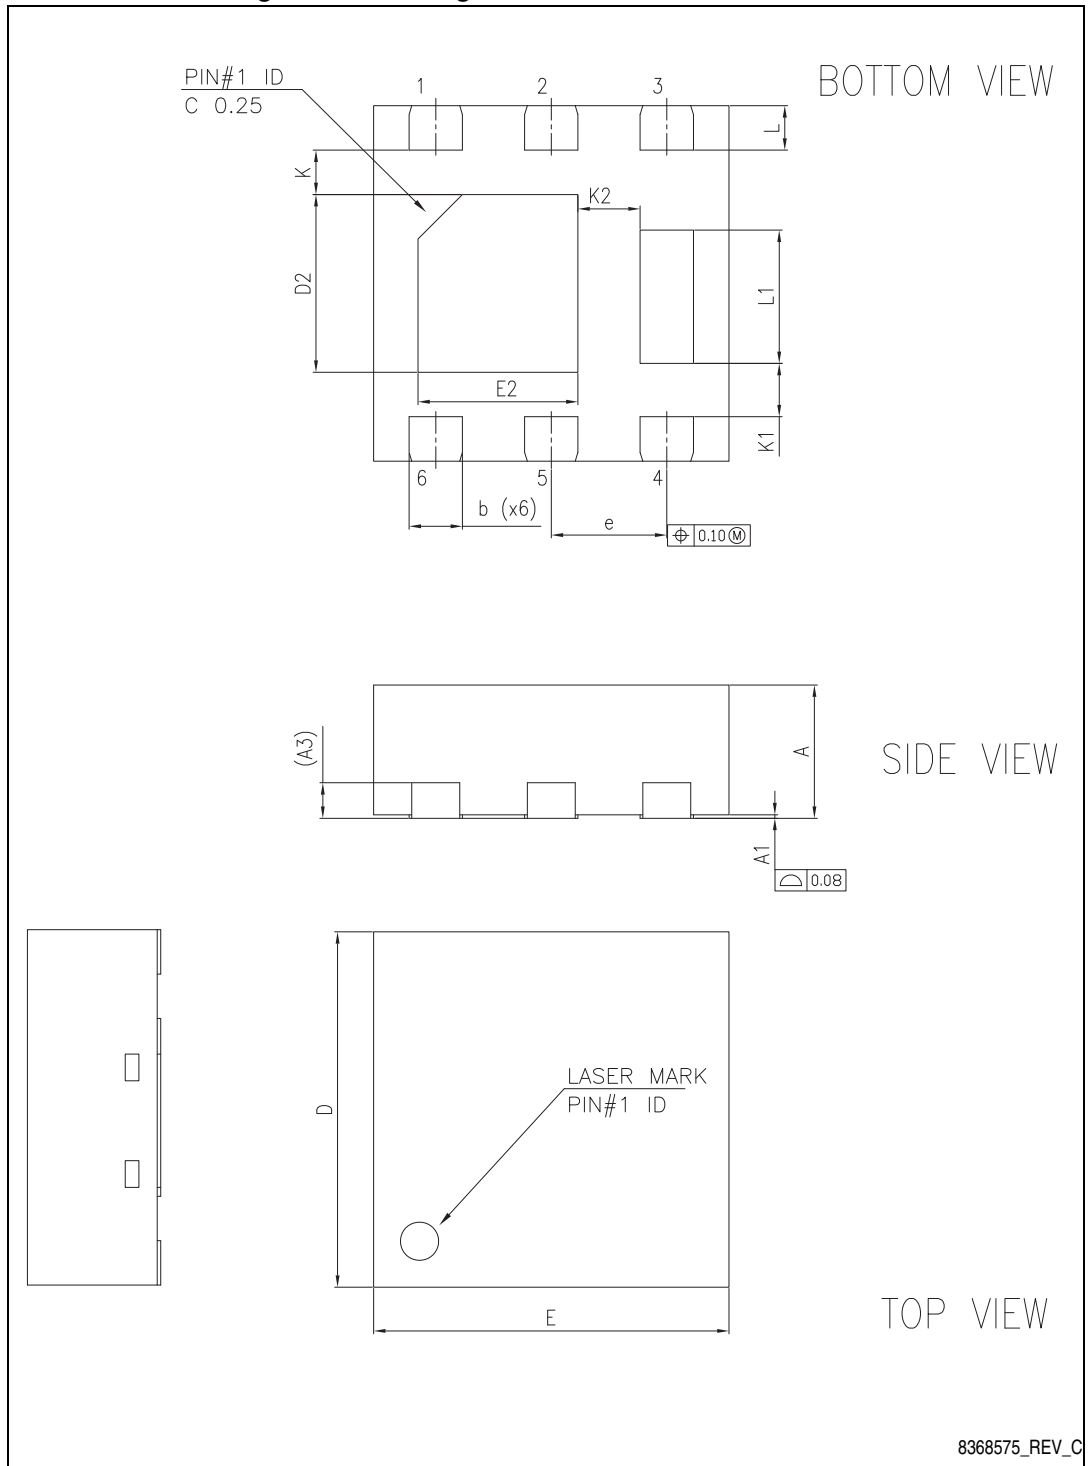 PIN#1 ID
C 0.25
1
2
3
BOTTOM VIEW
L
K
K2
D2
L1
E2
K1
6
5
4
b (x6)
e
0.10 Ⓜ
(A3)
A
SIDE VIEW
A1
0.08
LASER MARK
PIN#1 ID
D
E
TOP VIEW
8368575_REV_C